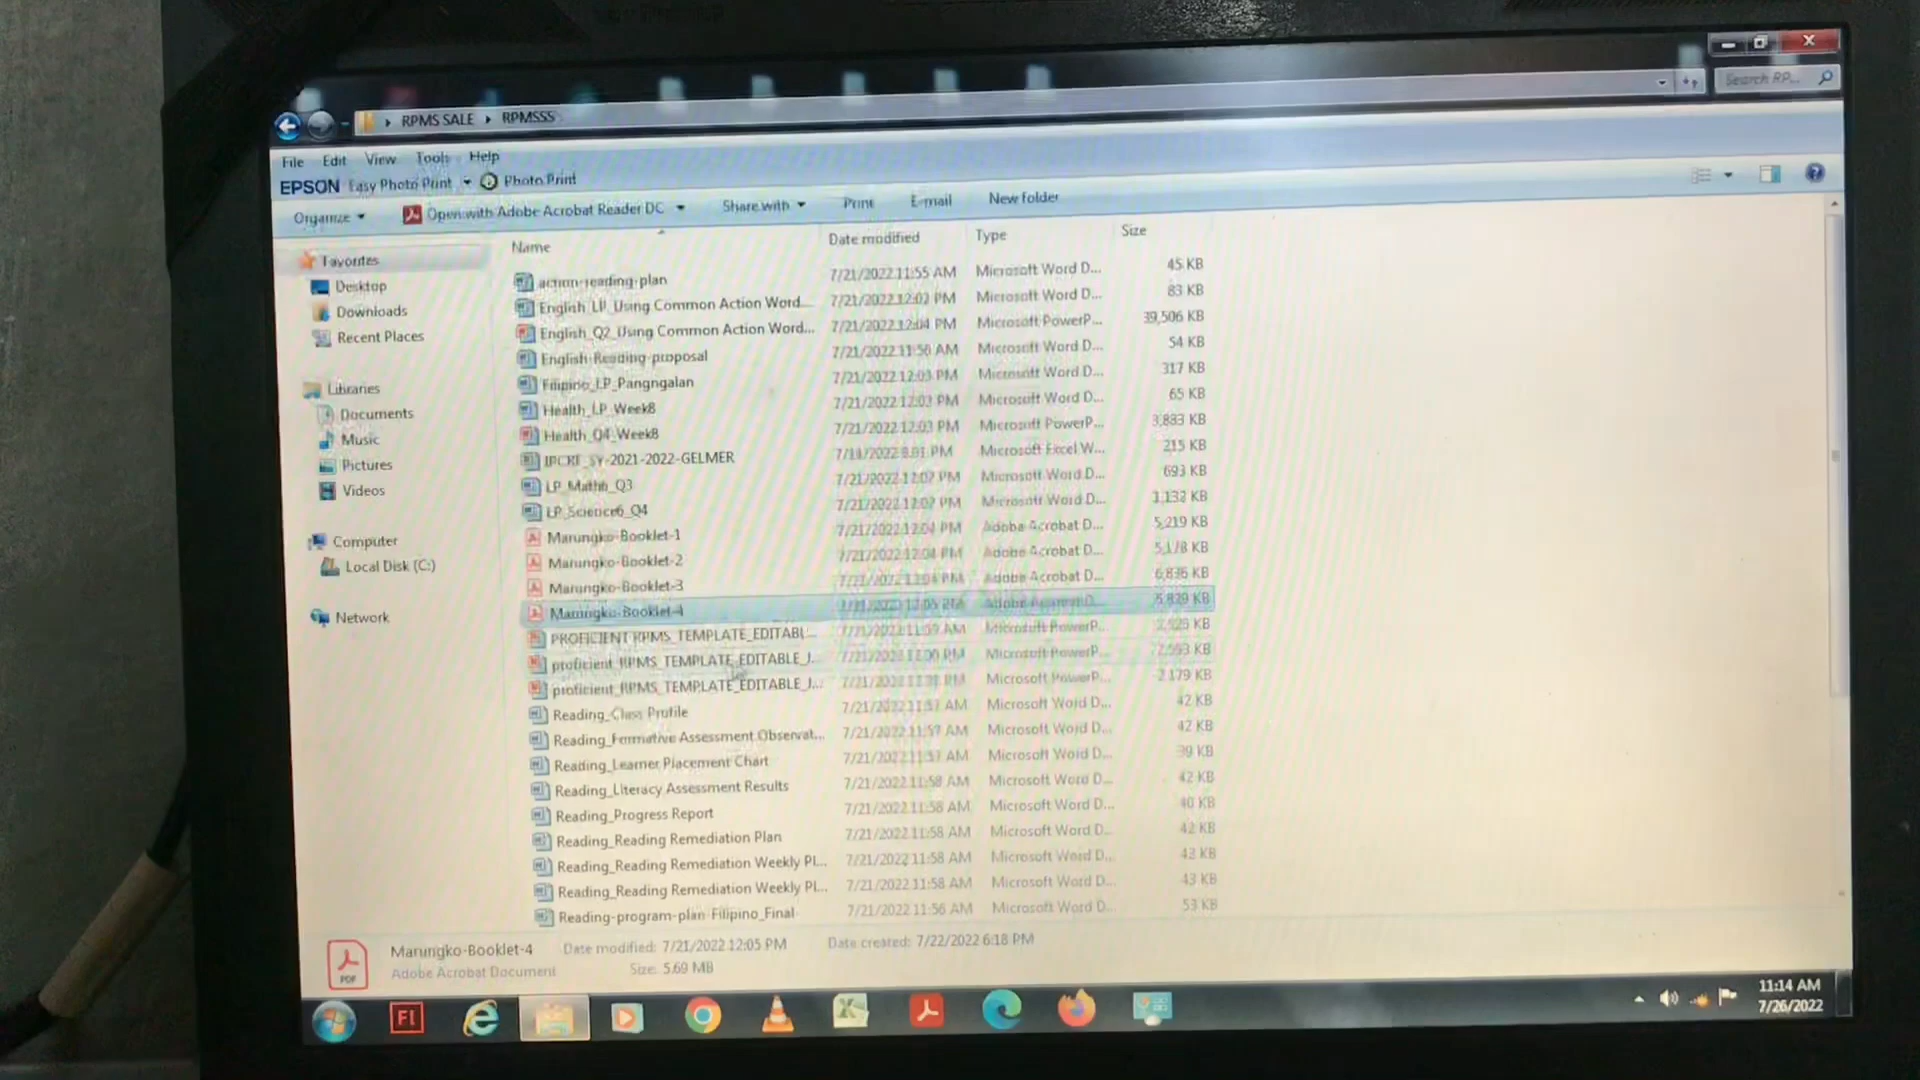 Search RP...
RPMS SALE ▸ RPMSSS
File Edit View Tools Help
EPSON Easy Photo Print Photo Print
Organize Open with Adobe Acrobat Reader DC Share with Print E-mail New folder
Name Date modified Type Size
Favorites
Desktop
Downloads
Recent Places
Libraries
Documents
Music
Pictures
Videos
Computer
Local Disk (C:)
Network
action-reading-plan 7/21/2022 11:55 AM Microsoft Word D... 45 KB
English_LP_Using Common Action Word... 7/21/2022 12:02 PM Microsoft Word D... 83 KB
English_Q2_Using Common Action Word... 7/21/2022 12:04 PM Microsoft PowerP... 39,506 KB
English-Reading-proposal 7/21/2022 11:56 AM Microsoft Word D... 54 KB
Filipino_LP_Pangngalan 7/21/2022 12:03 PM Microsoft Word D... 317 KB
Health_LP_Week8 7/21/2022 12:03 PM Microsoft Word D... 65 KB
Health_Q4_Week8 7/21/2022 12:03 PM Microsoft PowerP... 3,883 KB
IPCRF_SY-2021-2022-GELMER PM Microsoft Excel W... 215 KB
LP_Math6_Q3 7/21/2022 12:02 PM Microsoft Word D... 693 KB
LP_Science6_Q4 7/21/2022 12:02 PM Microsoft Word D... 1,132 KB
Marungko-Booklet-1 7/21/2022 12:04 PM Adobe Acrobat D... 5,219 KB
Marungko-Booklet-2 7/21/2022 12:04 PM Adobe Acrobat D... 5,178 KB
Marungko-Booklet-3 7/21/2022 12:04 PM Adobe Acrobat D... 6,836 KB
Marungko-Booklet-4 7/21/2022 12:05 PM Adobe Acrobat D... 5,829 KB
PROFICIENT RPMS_TEMPLATE_EDITABL... 7/21/2022 11:59 AM Microsoft PowerP...
proficient_RPMS_TEMPLATE_EDITABLE_J... 7/21/2022 Microsoft PowerP...
proficient_RPMS_TEMPLATE_EDITABLE_J... 7/21/2022 Microsoft PowerP... 2,179 KB
Reading_Class Profile 7/21/2022 11:57 AM Microsoft Word D... 42 KB
Reading_Formative Assessment Observat... 7/21/2022 11:57 AM Microsoft Word D... 42 KB
Reading_Learner Placement Chart 7/21/2022 11:57 AM Microsoft Word D... 39 KB
Reading_Literacy Assessment Results 7/21/2022 11:58 AM Microsoft Word D... 42 KB
Reading_Progress Report 7/21/2022 11:58 AM Microsoft Word D... 40 KB
Reading_Reading Remediation Plan 7/21/2022 11:58 AM Microsoft Word D... 42 KB
Reading_Reading Remediation Weekly Pl... 7/21/2022 11:58 AM Microsoft Word D... 43 KB
Reading_Reading Remediation Weekly Pl... 7/21/2022 11:58 AM Microsoft Word D... 43 KB
Reading-program-plan-Filipino_Final 7/21/2022 11:56 AM Microsoft Word D... 53 KB
Marungko-Booklet-4 Date modified: 7/21/2022 12:05 PM Date created: 7/22/2022 6:18 PM
Adobe Acrobat Document Size: 5.69 MB
PDF
Fl
11:14 AM
7/26/2022